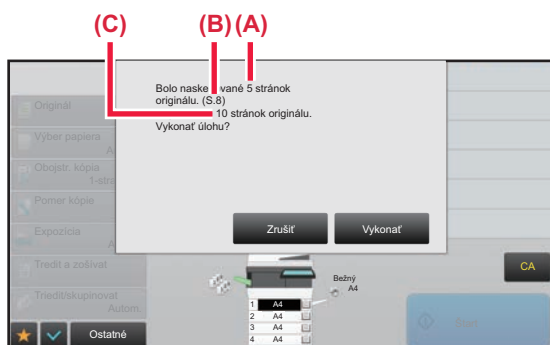 (C) (B) (A)
Bolo naske vané 5 stránok
originálu. (S.8)
10 stránok originálu.
Vykonať úlohu?
Zrušiť Vykonať
Originál
Výber papiera
A
Obojstr. kópia
1-stra
Pomer kópie
Expozícia
A
Triediť a zošívať
Triediť/skupinovať
Autom.
Ostatné
Bežný
A4
1 A4
2 A4
3 A4
4 A4
CA
Štart